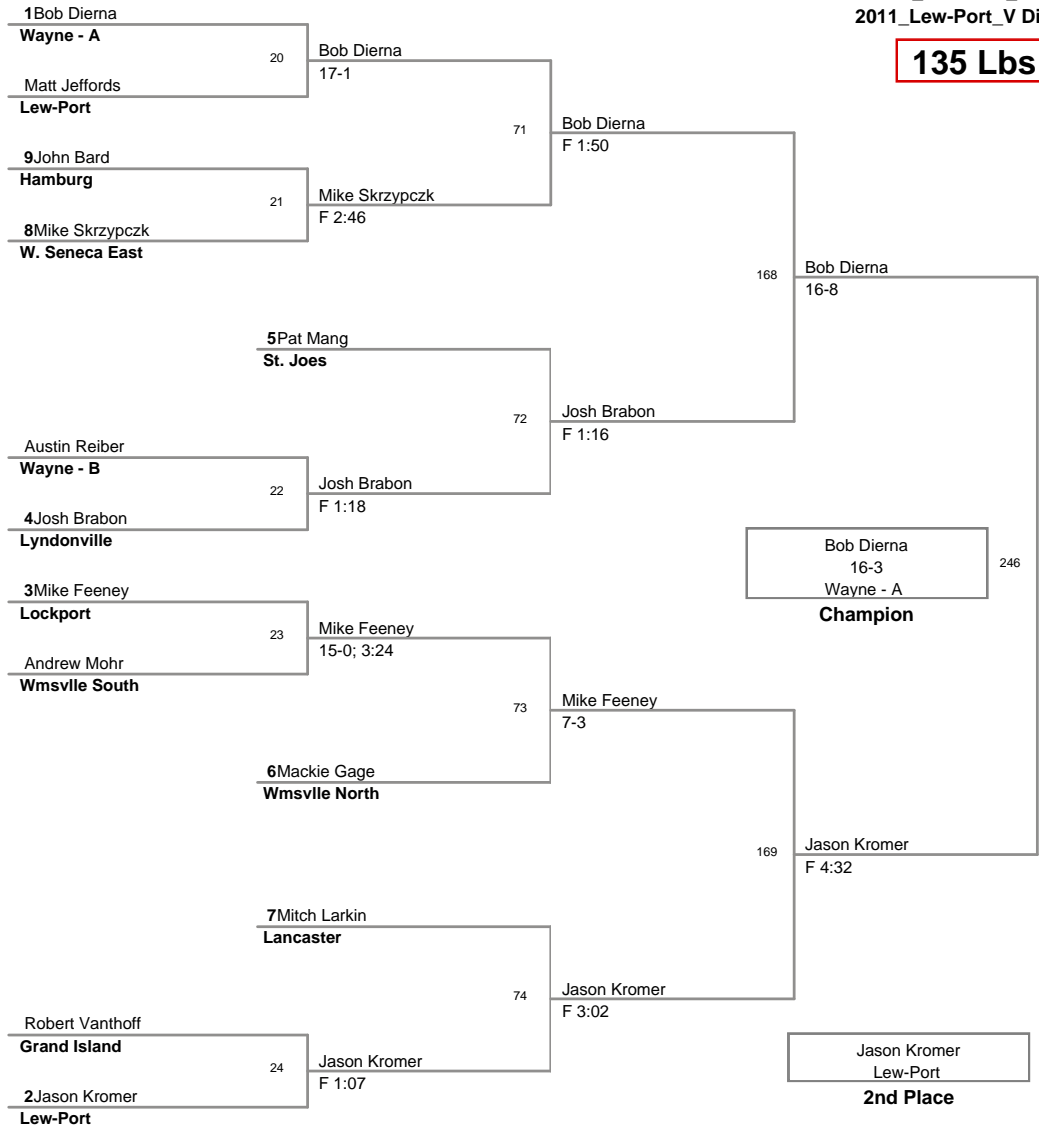 2011_Lew-Port_V Di
135 Lbs
1Bob Dierna
Wayne - A
20
Bob Dierna
17-1
Matt Jeffords
Lew-Port
71
Bob Dierna
F 1:50
9John Bard
Hamburg
21
Mike Skrzypczk
F 2:46
8Mike Skrzypczk
W. Seneca East
168
Bob Dierna
16-8
5Pat Mang
St. Joes
72
Josh Brabon
F 1:16
Austin Reiber
Wayne - B
22
Josh Brabon
F 1:18
4Josh Brabon
Lyndonville
Bob Dierna
16-3
Wayne - A
Champion
246
3Mike Feeney
Lockport
23
Mike Feeney
15-0; 3:24
Andrew Mohr
Wmsvlle South
73
Mike Feeney
7-3
6Mackie Gage
Wmsvlle North
169
Jason Kromer
F 4:32
7Mitch Larkin
Lancaster
74
Jason Kromer
F 3:02
Robert Vanthoff
Grand Island
24
Jason Kromer
F 1:07
2Jason Kromer
Lew-Port
Jason Kromer
Lew-Port
2nd Place